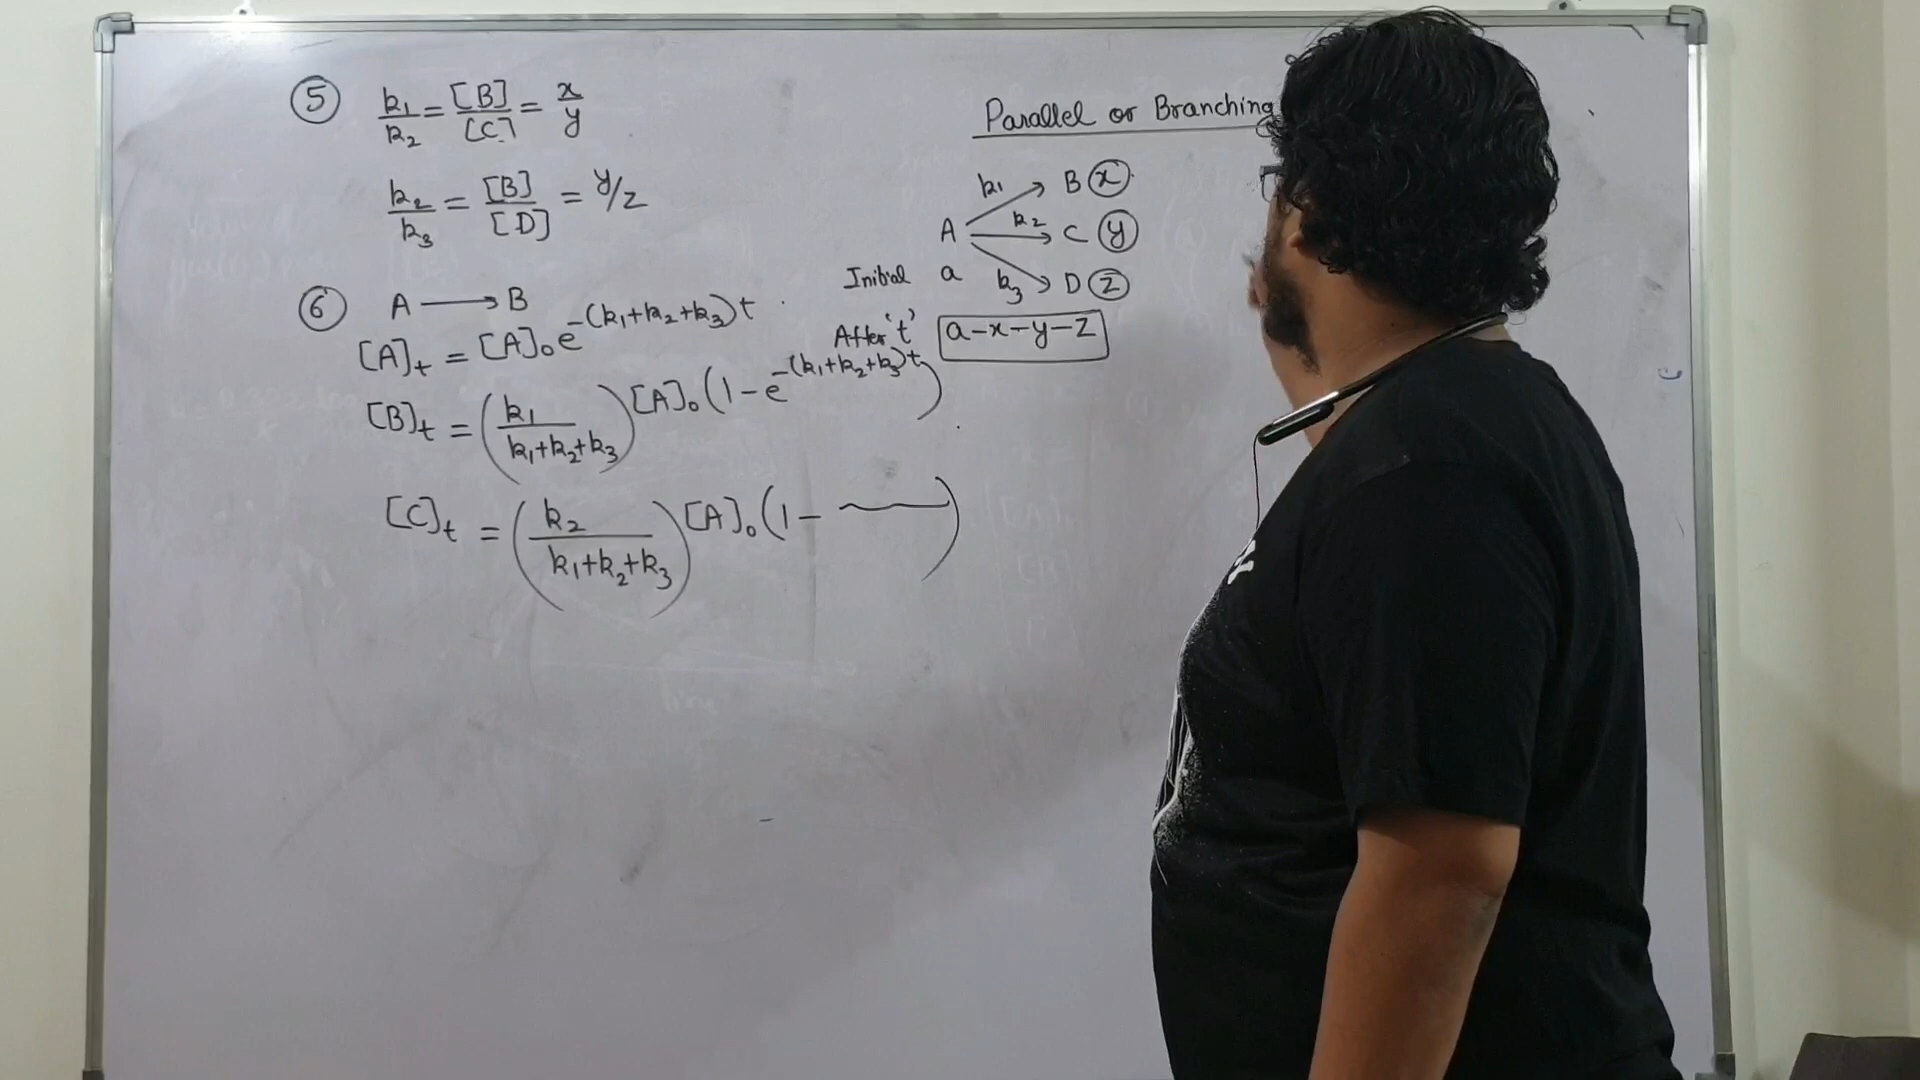 ⑤ k₁/k₂ = [B]/[C] = x/y
k₂/k₃ = [B]/[D] = y/z
⑥ A ⟶ B
[A]t = [A]₀e^-(k₁+k₂+k₃)t
[B]t = (k₁/k₁+k₂+k₃)[A]₀(1-e^-(k₁+k₂+k₃)t)
[C]t = (k₂/k₁+k₂+k₃)[A]₀(1- )
Parallel or Branching
k₁ B ⓧ
A k₂ C ⓨ
Initial a k₃ D ⓩ
After 't' a-x-y-z